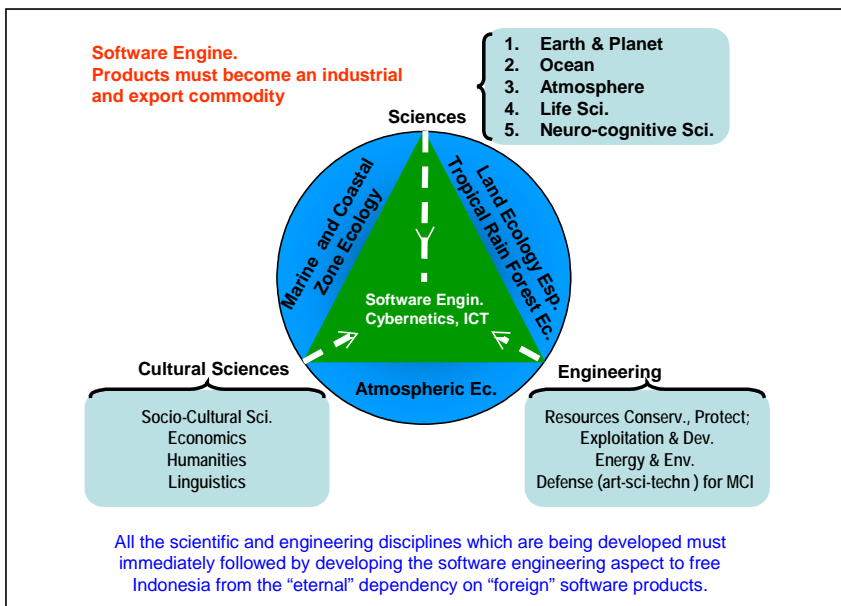 Software Engine.
Products must become an industrial
and export commodity
1. Earth & Planet
2. Ocean
3. Atmosphere
4. Life Sci.
5. Neuro-cognitive Sci.
Sciences
Marine and Coastal
Zone Ecology
Land Ecology Esp.
Tropical Rain Forest Ec.
Software Engin.
Cybernetics, ICT
Atmospheric Ec.
Cultural Sciences
Socio-Cultural Sci.
Economics
Humanities
Linguistics
Engineering
Resources Conserv., Protect;
Exploitation & Dev.
Energy & Env.
Defense (art-sci-techn ) for MCI
All the scientific and engineering disciplines which are being developed must
immediately followed by developing the software engineering aspect to free
Indonesia from the “eternal” dependency on “foreign” software products.